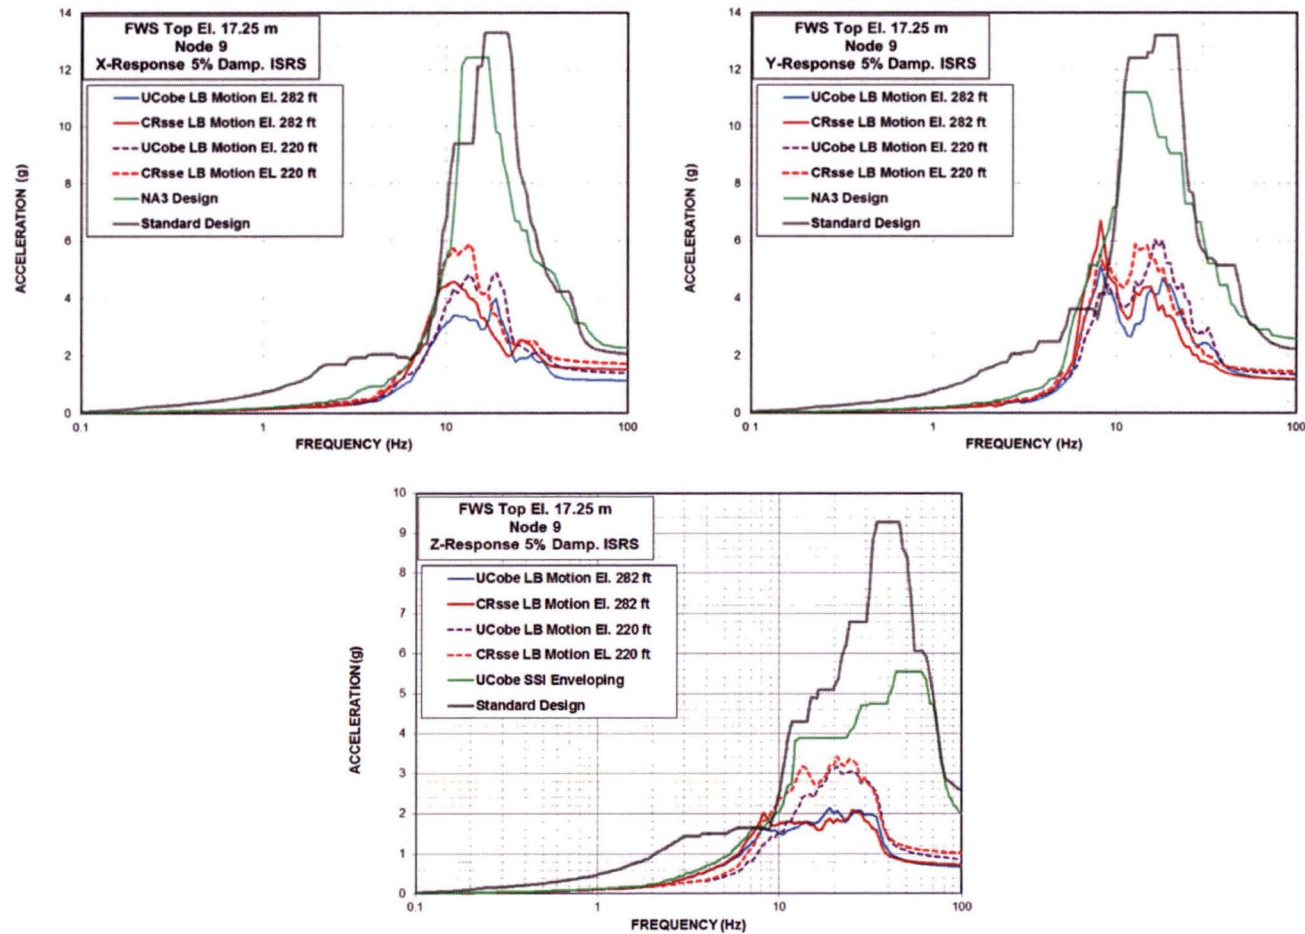 FWS Top El. 17.25 m
Node 9
X-Response 5% Damp. ISRS
UCobe LB Motion El. 282 ft
CRsse LB Motion El. 282 ft
UCobe LB Motion El. 220 ft
CRsse LB Motion EL 220 ft
NA3 Design
Standard Design
ACCELERATION (g)
14
12
10
8
6
4
2
0
0.1
1
10
100
FREQUENCY (Hz)
FWS Top El. 17.25 m
Node 9
Y-Response 5% Damp. ISRS
UCobe LB Motion El. 282 ft
CRsse LB Motion El. 282 ft
UCobe LB Motion El. 220 ft
CRsse LB Motion EL 220 ft
NA3 Design
Standard Design
ACCELERATION (g)
14
12
10
8
6
4
2
0
0.1
1
10
100
FREQUENCY (Hz)
FWS Top El. 17.25 m
Node 9
Z-Response 5% Damp. ISRS
UCobe LB Motion El. 282 ft
CRsse LB Motion El. 282 ft
UCobe LB Motion El. 220 ft
CRsse LB Motion EL 220 ft
UCobe SSI Enveloping
Standard Design
ACCELERATION(g)
10
9
8
7
6
5
4
3
2
1
0
0.1
1
10
100
FREQUENCY (Hz)